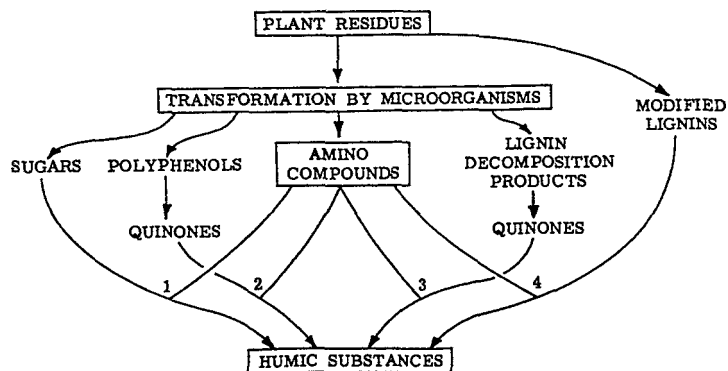 PLANT RESIDUES
TRANSFORMATION BY MICROORGANISMS
MODIFIED
LIGNINS
SUGARS
POLYPHENOLS
AMINO
COMPOUNDS
LIGNIN
DECOMPOSITION
PRODUCTS
QUINONES
QUINONES
1
2
3
4
HUMIC SUBSTANCES